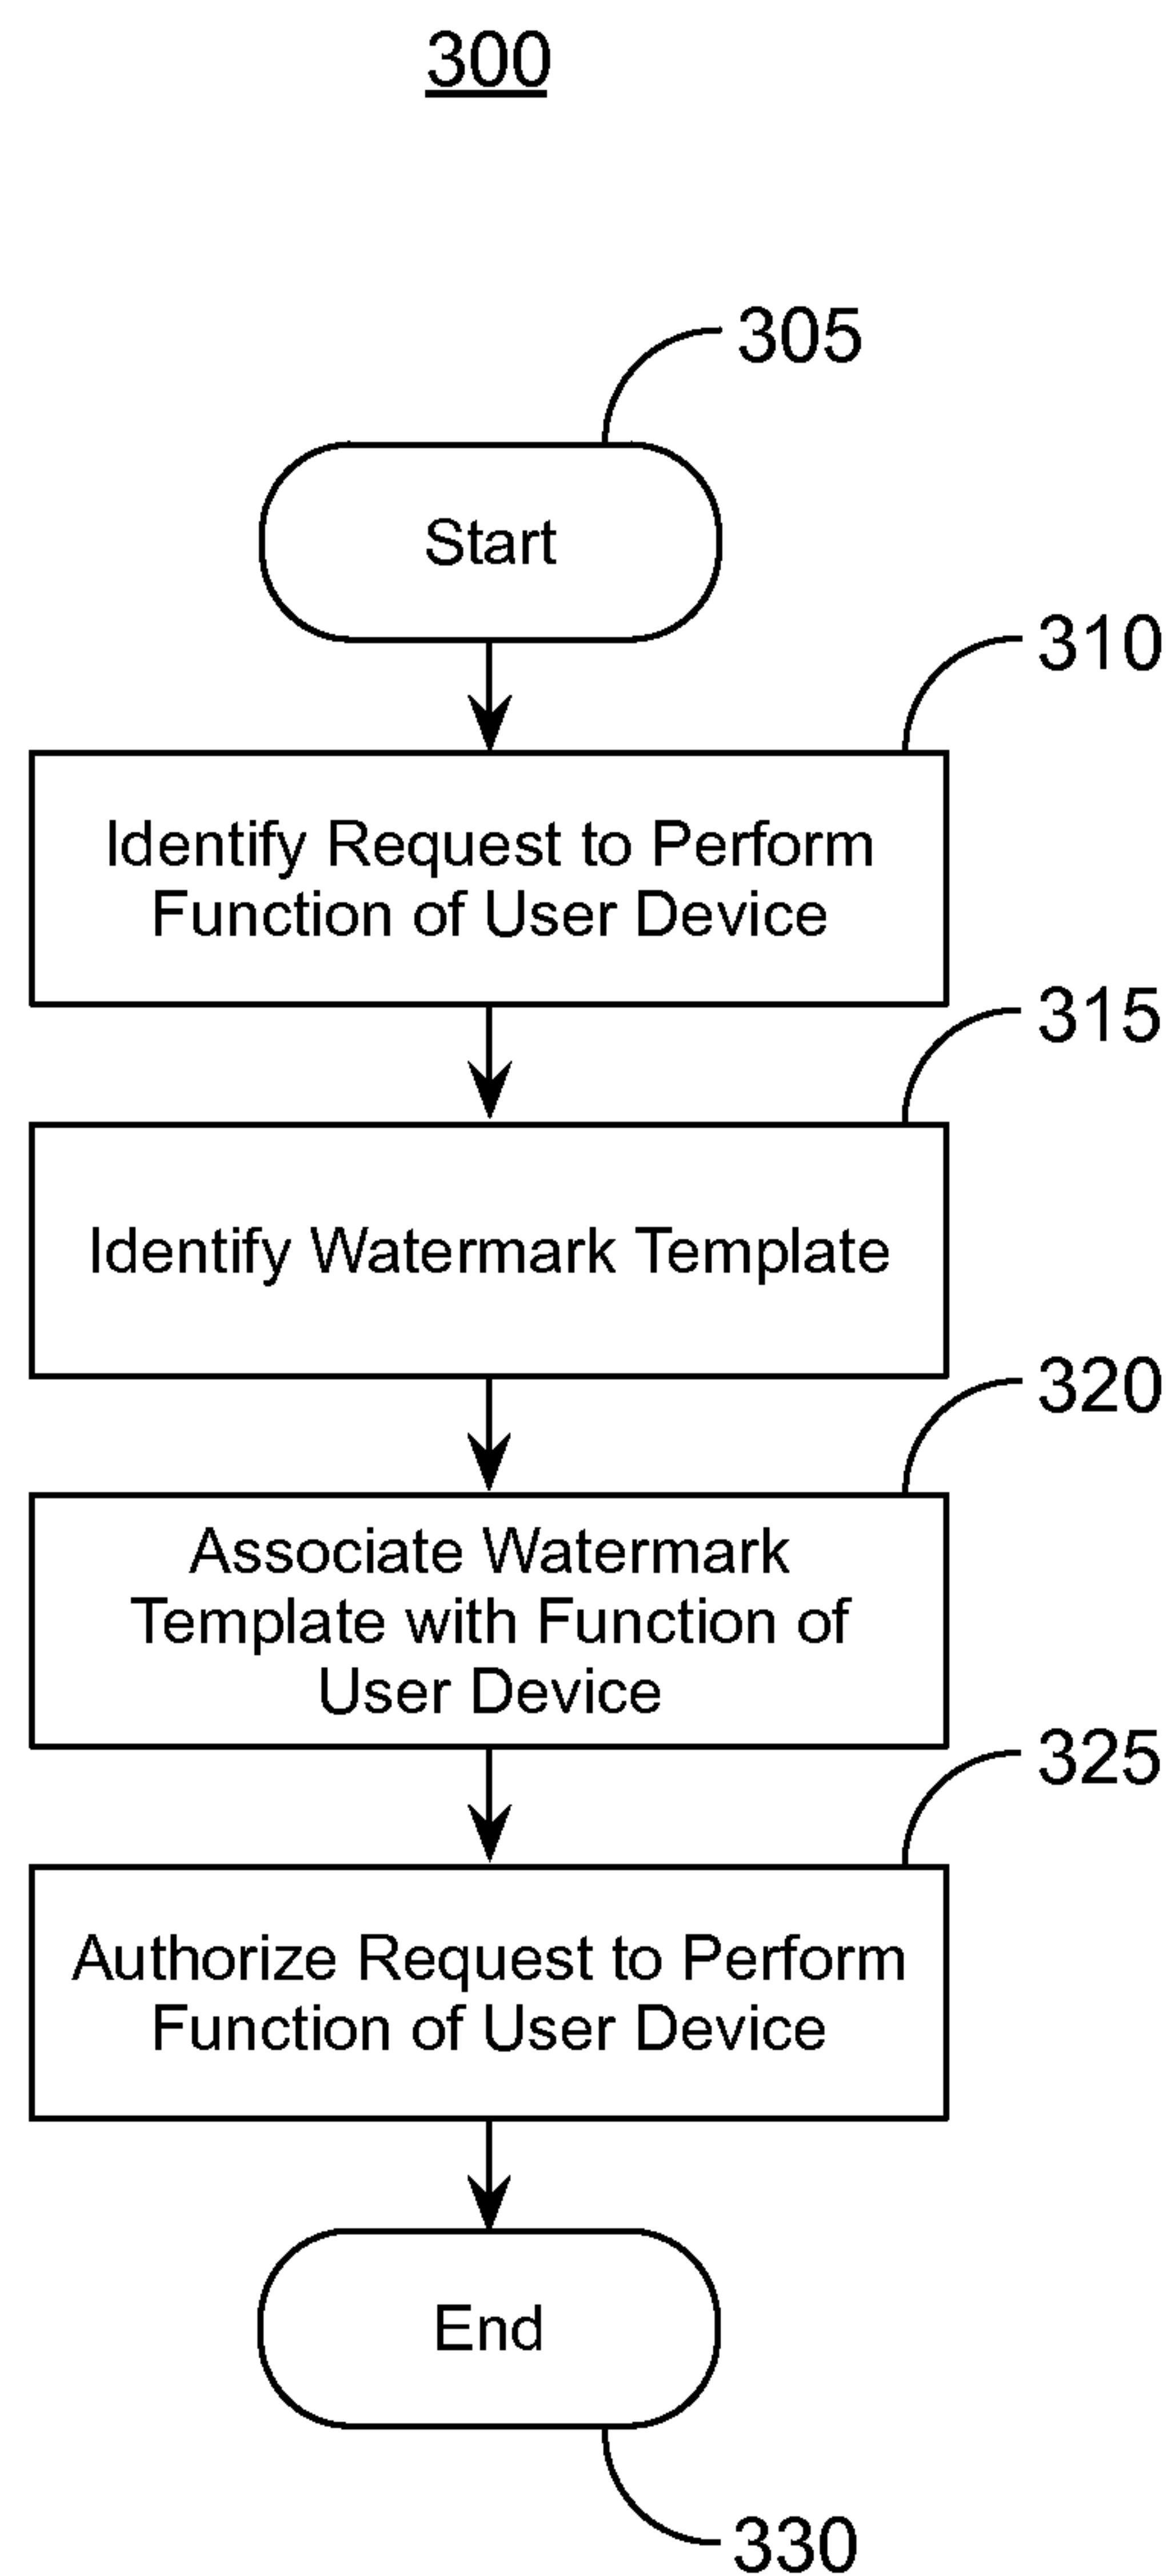 300
305
Start
310
Identify Request to Perform
Function of User Device
315
Identify Watermark Template
320
Associate Watermark
Template with Function of
User Device
325
Authorize Request to Perform
Function of User Device
End
330